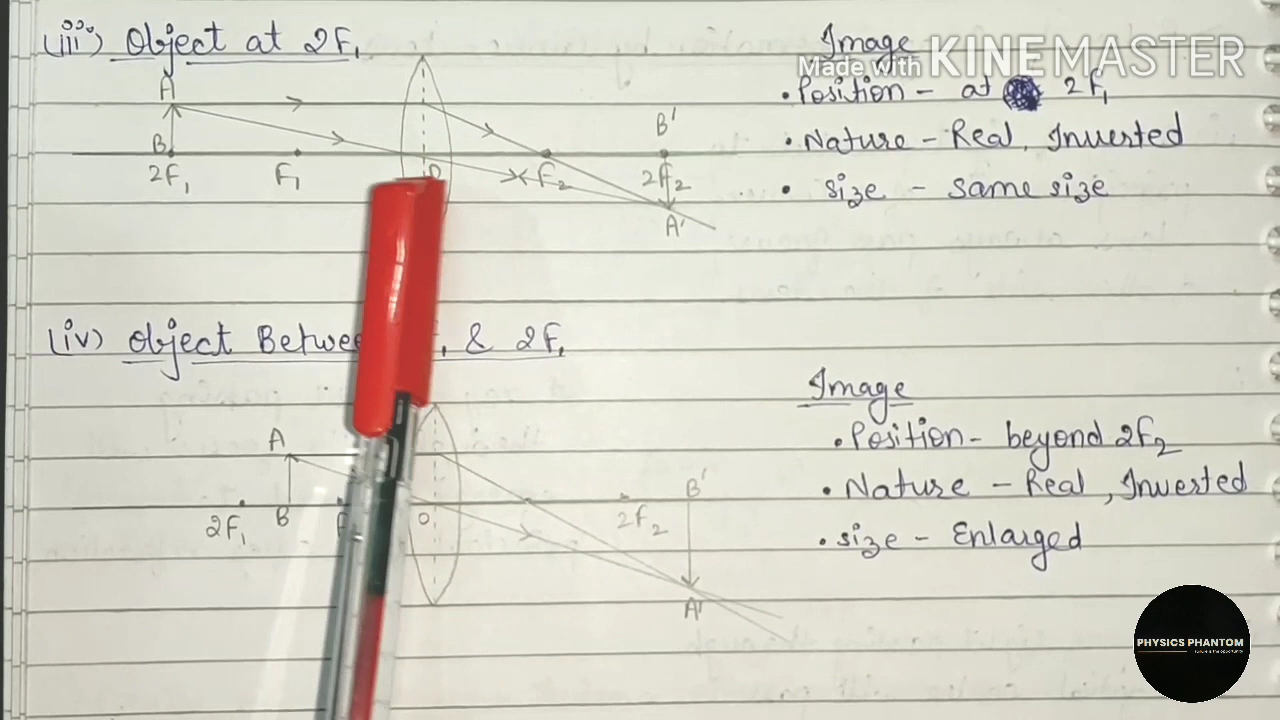 (iii) Object at 2F₁
Image
Made with KINEMASTER
• Position - at 2F₁
• Nature - Real, Inverted
• size - same size
A
B
2F₁
F₁
F₂
B'
2F₂
A'
(iv) Object & 2F₁
Image
• Position - beyond 2F₂
• Nature - Real, Inverted
• size - Enlarged
A
2F₁
B
O
2F₂
B'
A'
PHYSICS PHANTOM